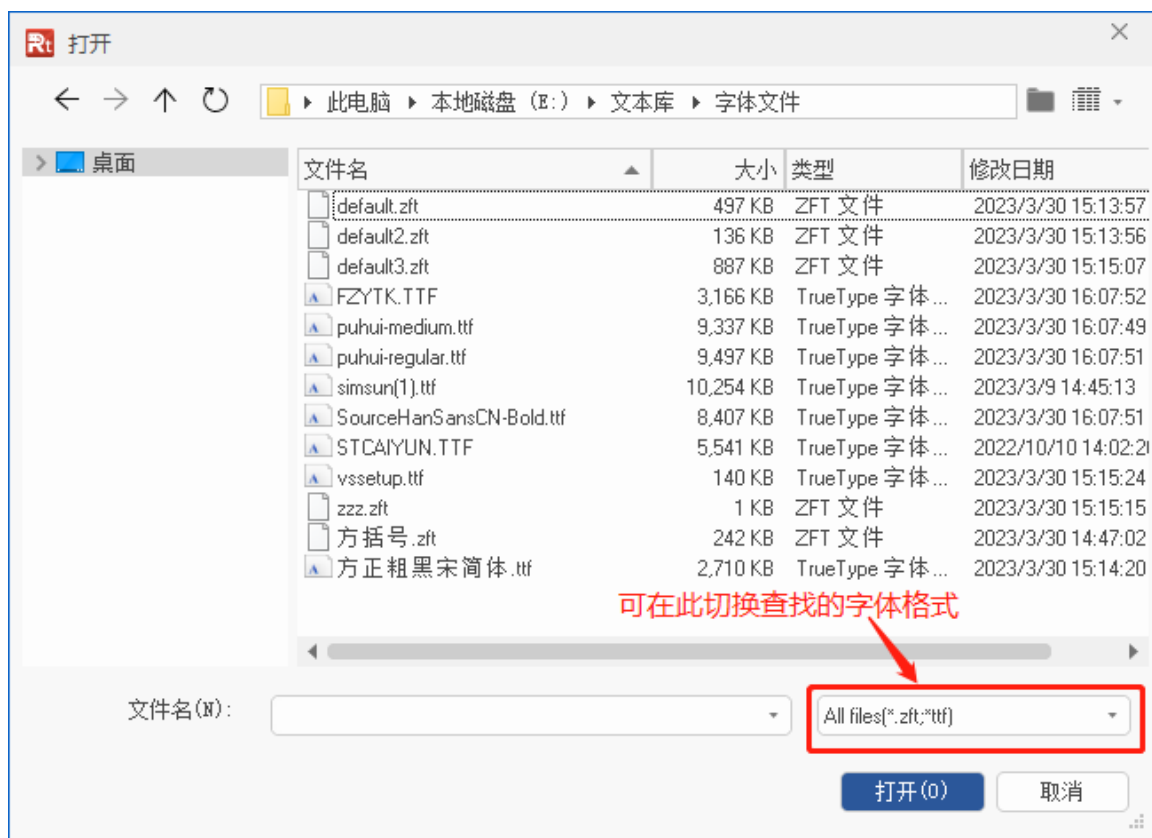 Rt 打开
此电脑 本地磁盘 (E:) 文本库 字体文件
桌面
文件名 大小 类型 修改日期
default.zft 497 KB ZFT 文件 2023/3/30 15:13:57
default2.zft 136 KB ZFT 文件 2023/3/30 15:13:56
default3.zft 887 KB ZFT 文件 2023/3/30 15:15:07
FZYTK.TTF 3,166 KB TrueType 字体... 2023/3/30 16:07:52
puhui-medium.ttf 9,337 KB TrueType 字体... 2023/3/30 16:07:49
puhui-regular.ttf 9,497 KB TrueType 字体... 2023/3/30 16:07:51
simsun(1).ttf 10,254 KB TrueType 字体... 2023/3/9 14:45:13
SourceHanSansCN-Bold.ttf 8,407 KB TrueType 字体... 2023/3/30 16:07:51
STCAIYUN.TTF 5,541 KB TrueType 字体... 2022/10/10 14:02:2
vssetup.ttf 140 KB TrueType 字体... 2023/3/30 15:15:24
zzz.zft 1 KB ZFT 文件 2023/3/30 15:15:15
方括号.zft 242 KB ZFT 文件 2023/3/30 14:47:02
方正粗黑宋简体.ttf 2,710 KB TrueType 字体... 2023/3/30 15:14:20
可在此切换查找的字体格式
文件名(N): All files(*.zft;*ttf)
打开(O) 取消